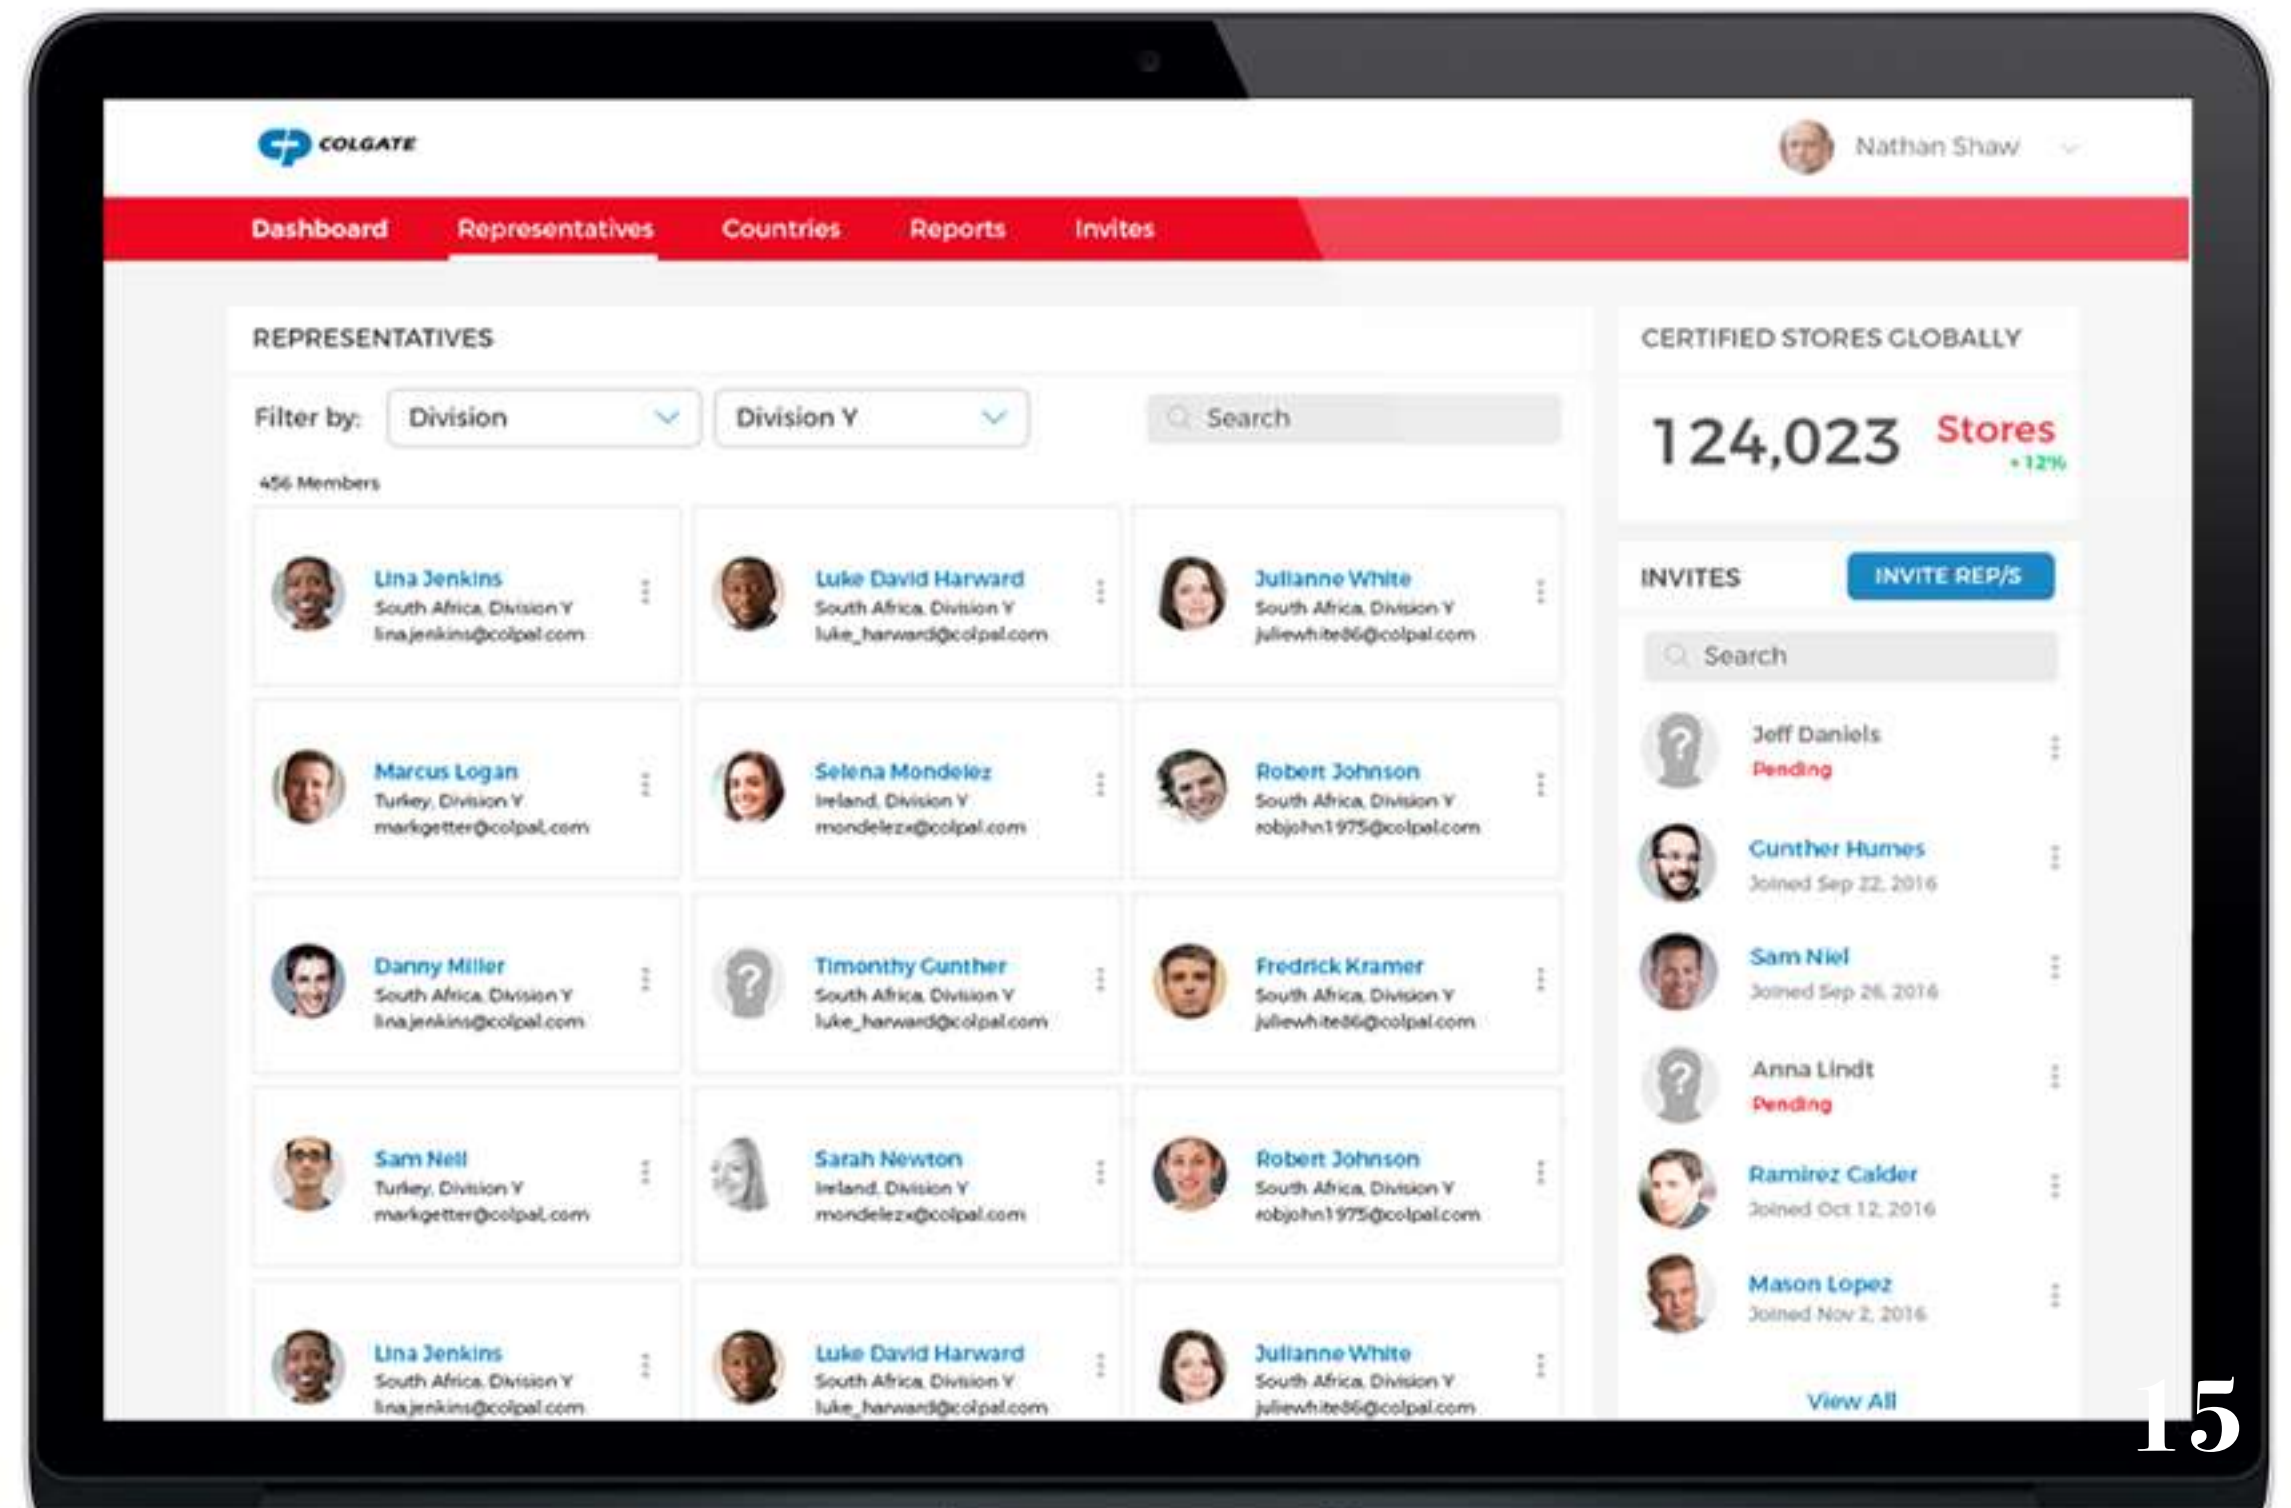 COLGATE
Nathan Shaw
Dashboard Representatives Countries Reports Invites
REPRESENTATIVES
Filter by: Division Division Y Search
456 Members
Lina Jenkins
South Africa, Division Y
linajenkins@colpal.com
Luke David Harward
South Africa, Division Y
luke_harward@colpal.com
Julianne White
South Africa, Division Y
juliewhite86@colpal.com
Marcus Logan
Turkey, Division Y
markgetter@colpal.com
Selena Mondelez
Ireland, Division Y
mondelezx@colpal.com
Robert Johnson
South Africa, Division Y
robjohn1975@colpal.com
Danny Miller
South Africa, Division Y
linajenkins@colpal.com
Timonthy Gunther
South Africa, Division Y
luke_harward@colpal.com
Fredrick Kramer
South Africa, Division Y
juliewhite86@colpal.com
Sam Neil
Turkey, Division Y
markgetter@colpal.com
Sarah Newton
Ireland, Division Y
mondelezx@colpal.com
Robert Johnson
South Africa, Division Y
robjohn1975@colpal.com
Lina Jenkins
South Africa, Division Y
linajenkins@colpal.com
Luke David Harward
South Africa, Division Y
luke_harward@colpal.com
Julianne White
South Africa, Division Y
juliewhite86@colpal.com
CERTIFIED STORES GLOBALLY
124,023 Stores
+12%
INVITES INVITE REP/S
Search
Jeff Daniels
Pending
Gunther Humes
Joined Sep 22, 2016
Sam Niel
Joined Sep 26, 2016
Anna Lindt
Pending
Ramirez Calder
Joined Oct 12, 2016
Mason Lopez
Joined Nov 2, 2016
View All
15